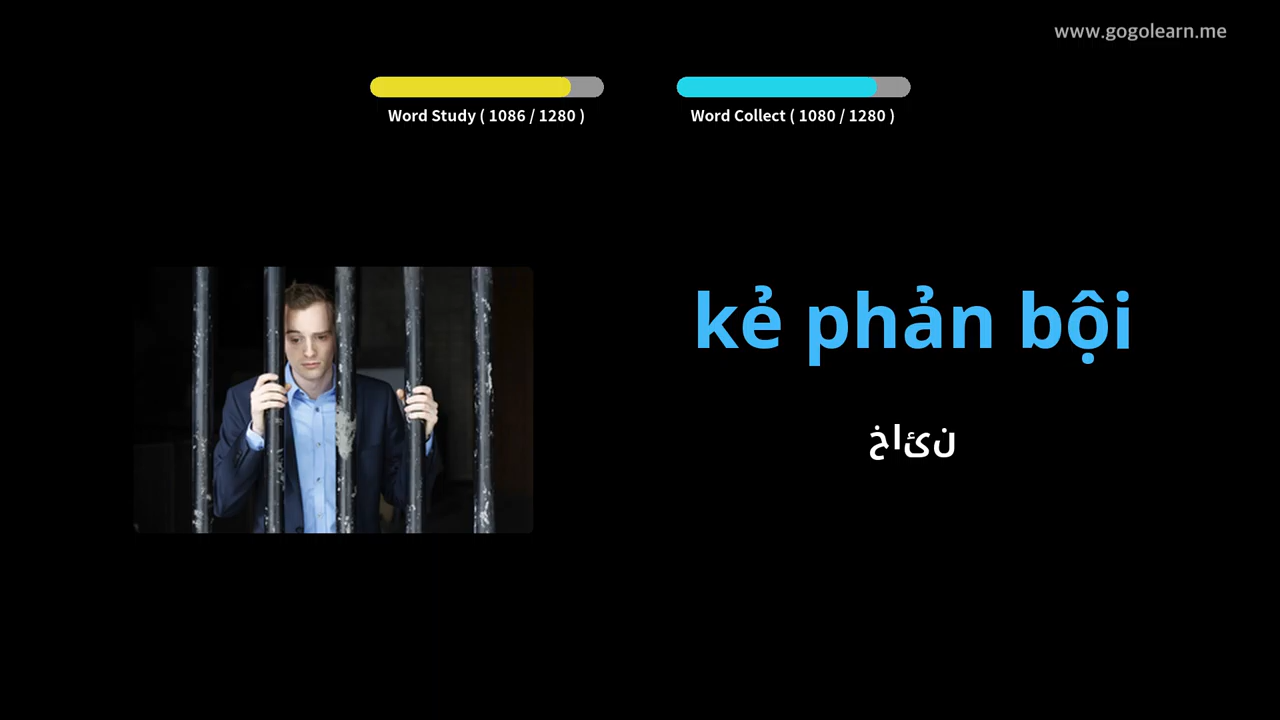 www.gogolearn.me
Word Study ( 1086 / 1280 )
Word Collect ( 1080 / 1280 )
kẻ phản bội
خائن